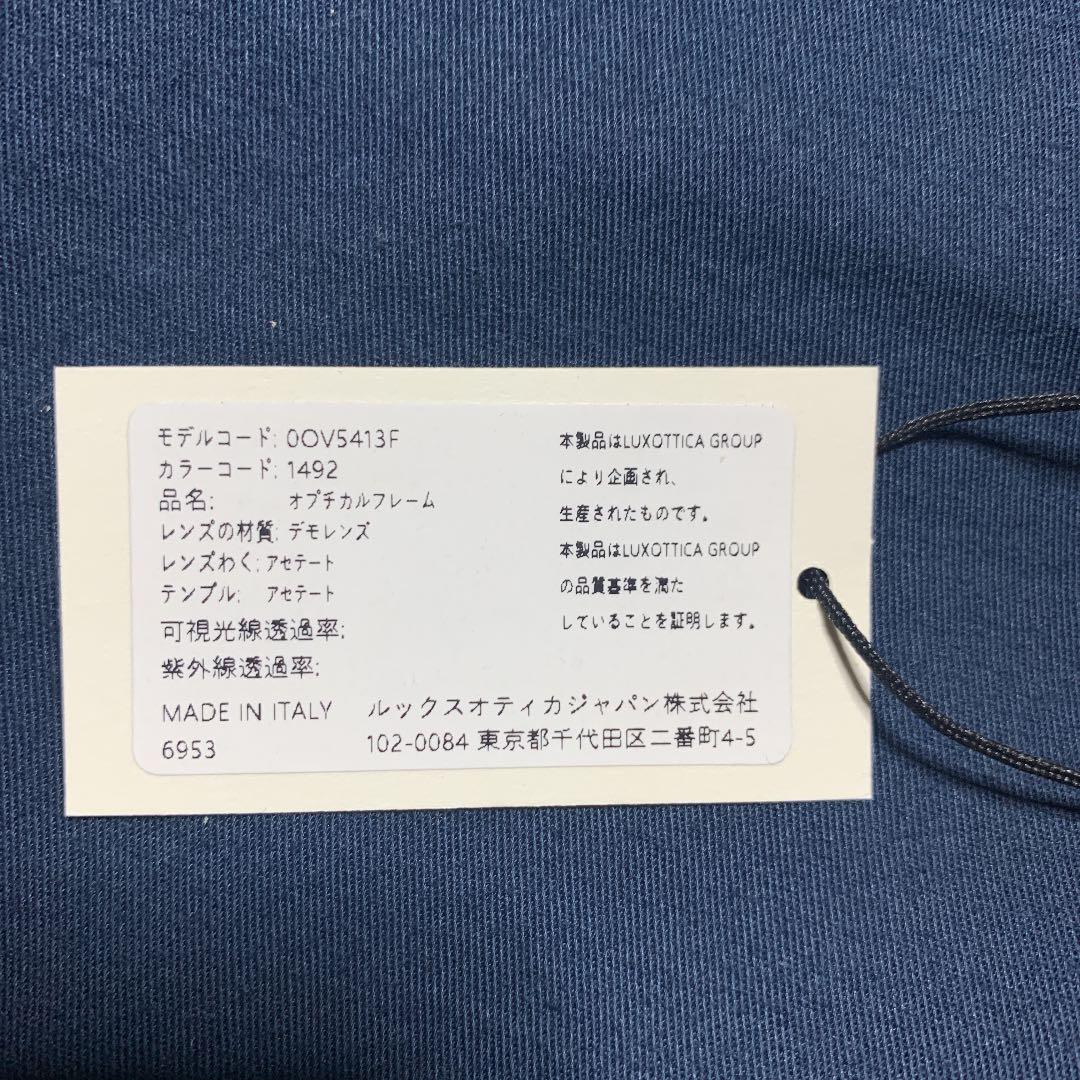 モデルコード: 0OV5413F
カラーコード: 1492
品名: オプチカルフレーム
レンズの材質: デモレンズ
レンズわく: アセテート
テンプル: アセテート
可視光線透過率:
紫外線透過率:
MADE IN ITALY
6953
本製品はLUXOTTICA GROUP
により企画され、
生産されたものです。
本製品はLUXOTTICA GROUP
の品質基準を満た
していることを証明します。
ルックスオティカジャパン株式会社
102-0084 東京都千代田区二番町4-5